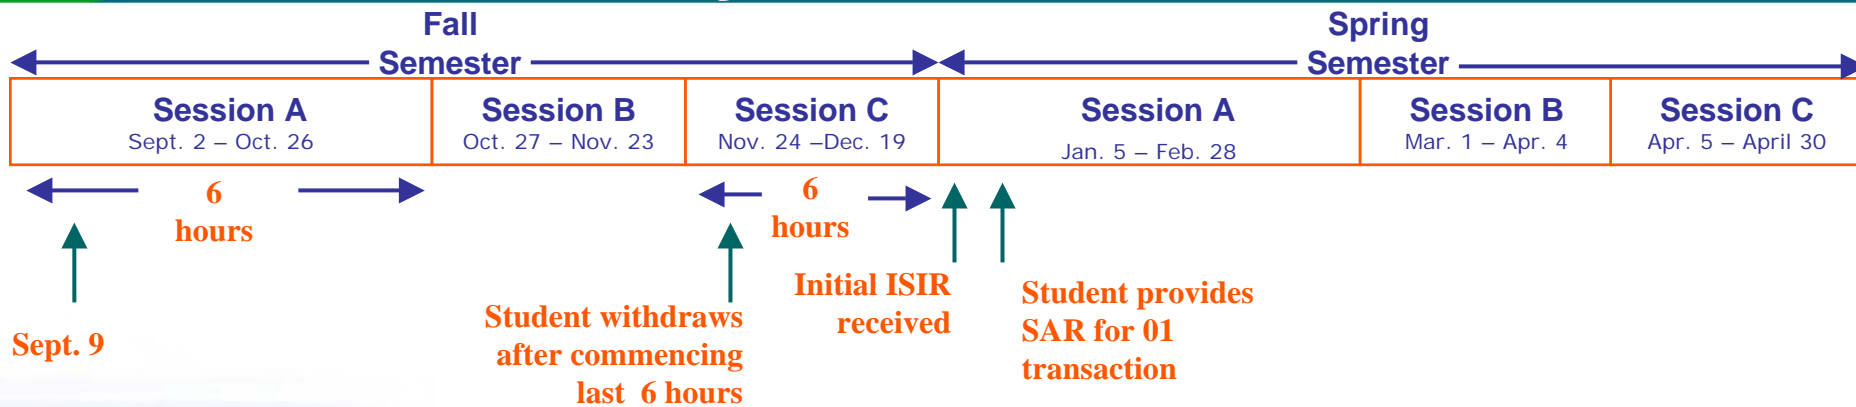 Fall
Semester
Spring
Semester
Session A
Sept. 2 – Oct. 26
Session B
Oct. 27 – Nov. 23
Session C
Nov. 24 –Dec. 19
Session A
Jan. 5 – Feb. 28
Session B
Mar. 1 – Apr. 4
Session C
Apr. 5 – April 30
6
hours
6
hours
Sept. 9
Student withdraws
after commencing
last 6 hours
Initial ISIR
received
Student provides
SAR for 01
transaction